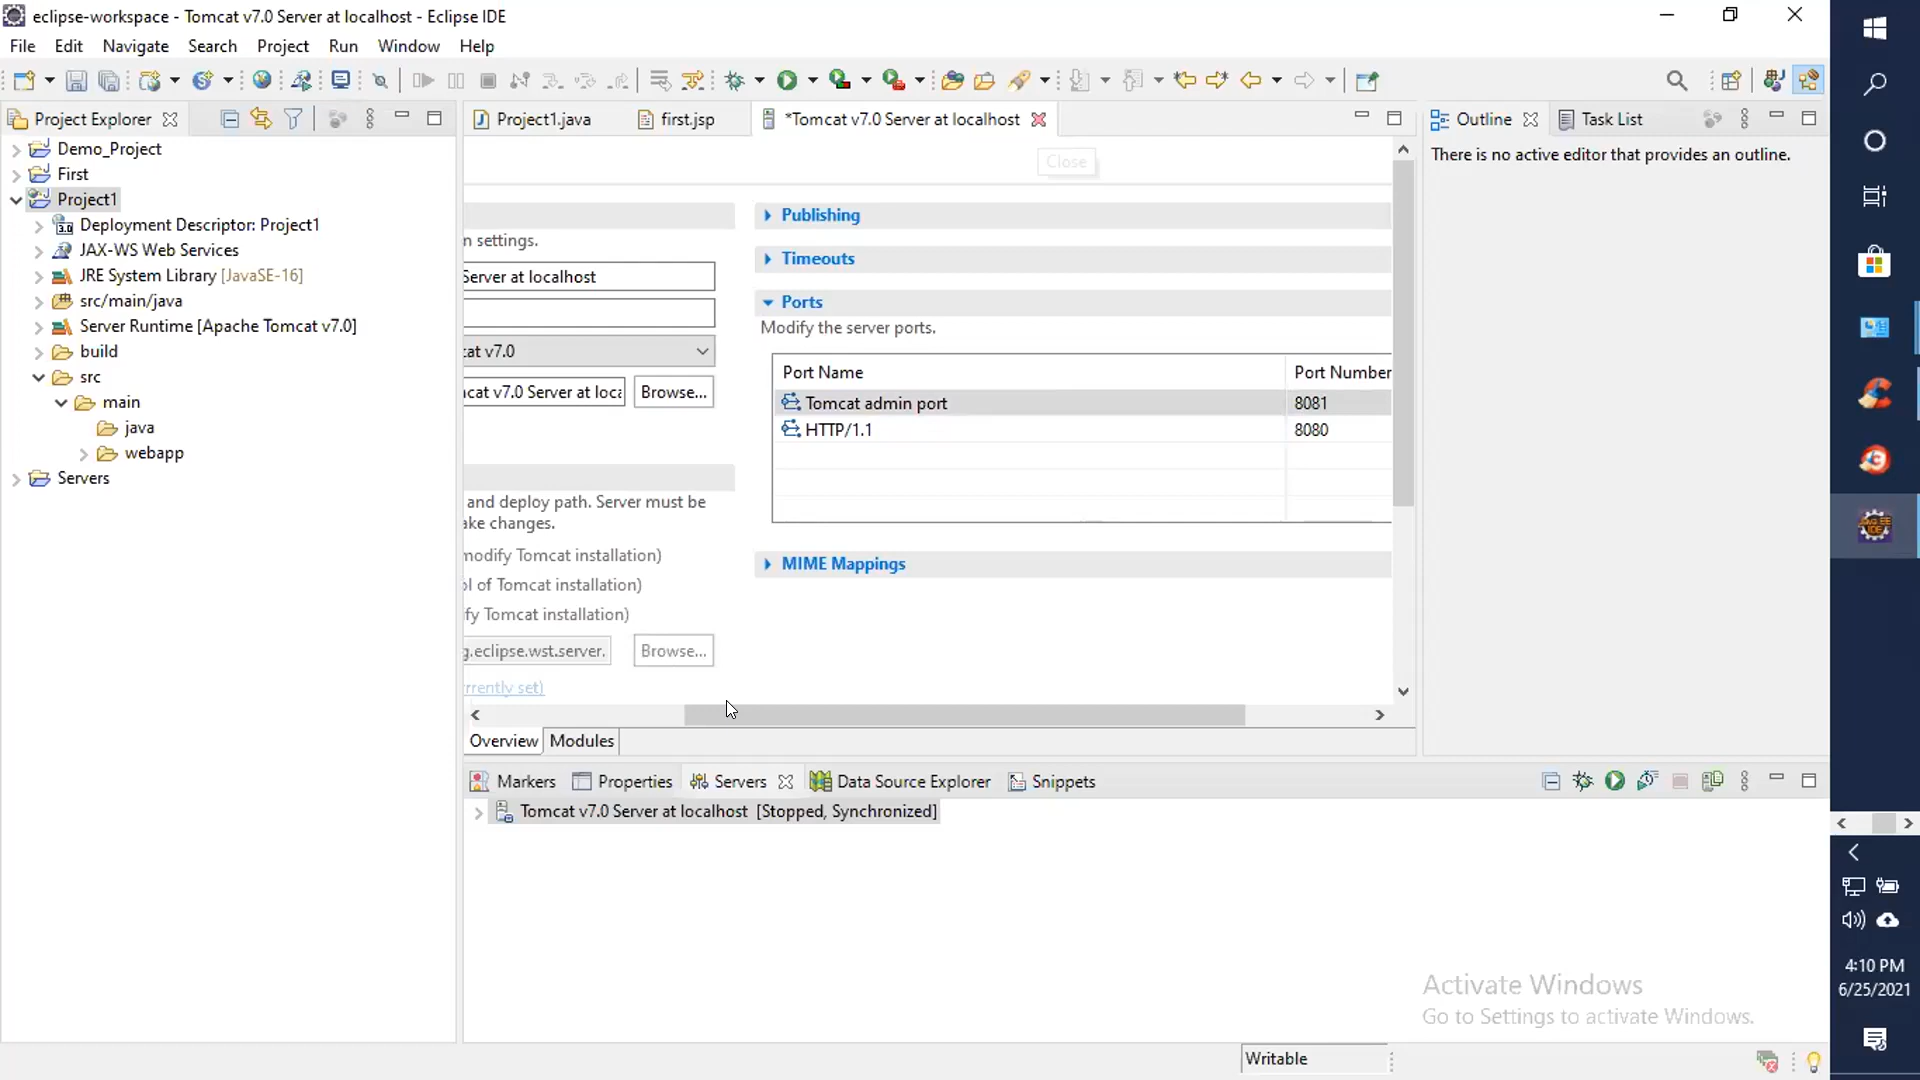 eclipse-workspace - Tomcat v7.0 Server at localhost - Eclipse IDE
File Edit Navigate Search Project Run Window Help
Project Explorer
Project1.java
first.jsp
*Tomcat v7.0 Server at localhost
Outline
Task List
Demo_Project
First
Project1
Deployment Descriptor: Project1
JAX-WS Web Services
JRE System Library [JavaSE-16]
src/main/java
Server Runtime [Apache Tomcat v7.0]
build
src
main
java
webapp
Servers
Close
n settings.
Server at localhost
cat v7.0
cat v7.0 Server at loca
Browse...
and deploy path. Server must be
ake changes.
modify Tomcat installation)
ol of Tomcat installation)
ify Tomcat installation)
g.eclipse.wst.server.
Browse...
rrently set)
Publishing
Timeouts
Ports
Modify the server ports.
Port Name Port Number
Tomcat admin port 8081
HTTP/1.1 8080
MIME Mappings
There is no active editor that provides an outline.
Overview Modules
Markers Properties Servers Data Source Explorer Snippets
Tomcat v7.0 Server at localhost [Stopped, Synchronized]
Activate Windows
Go to Settings to activate Windows.
Writable
4:10 PM
6/25/2021